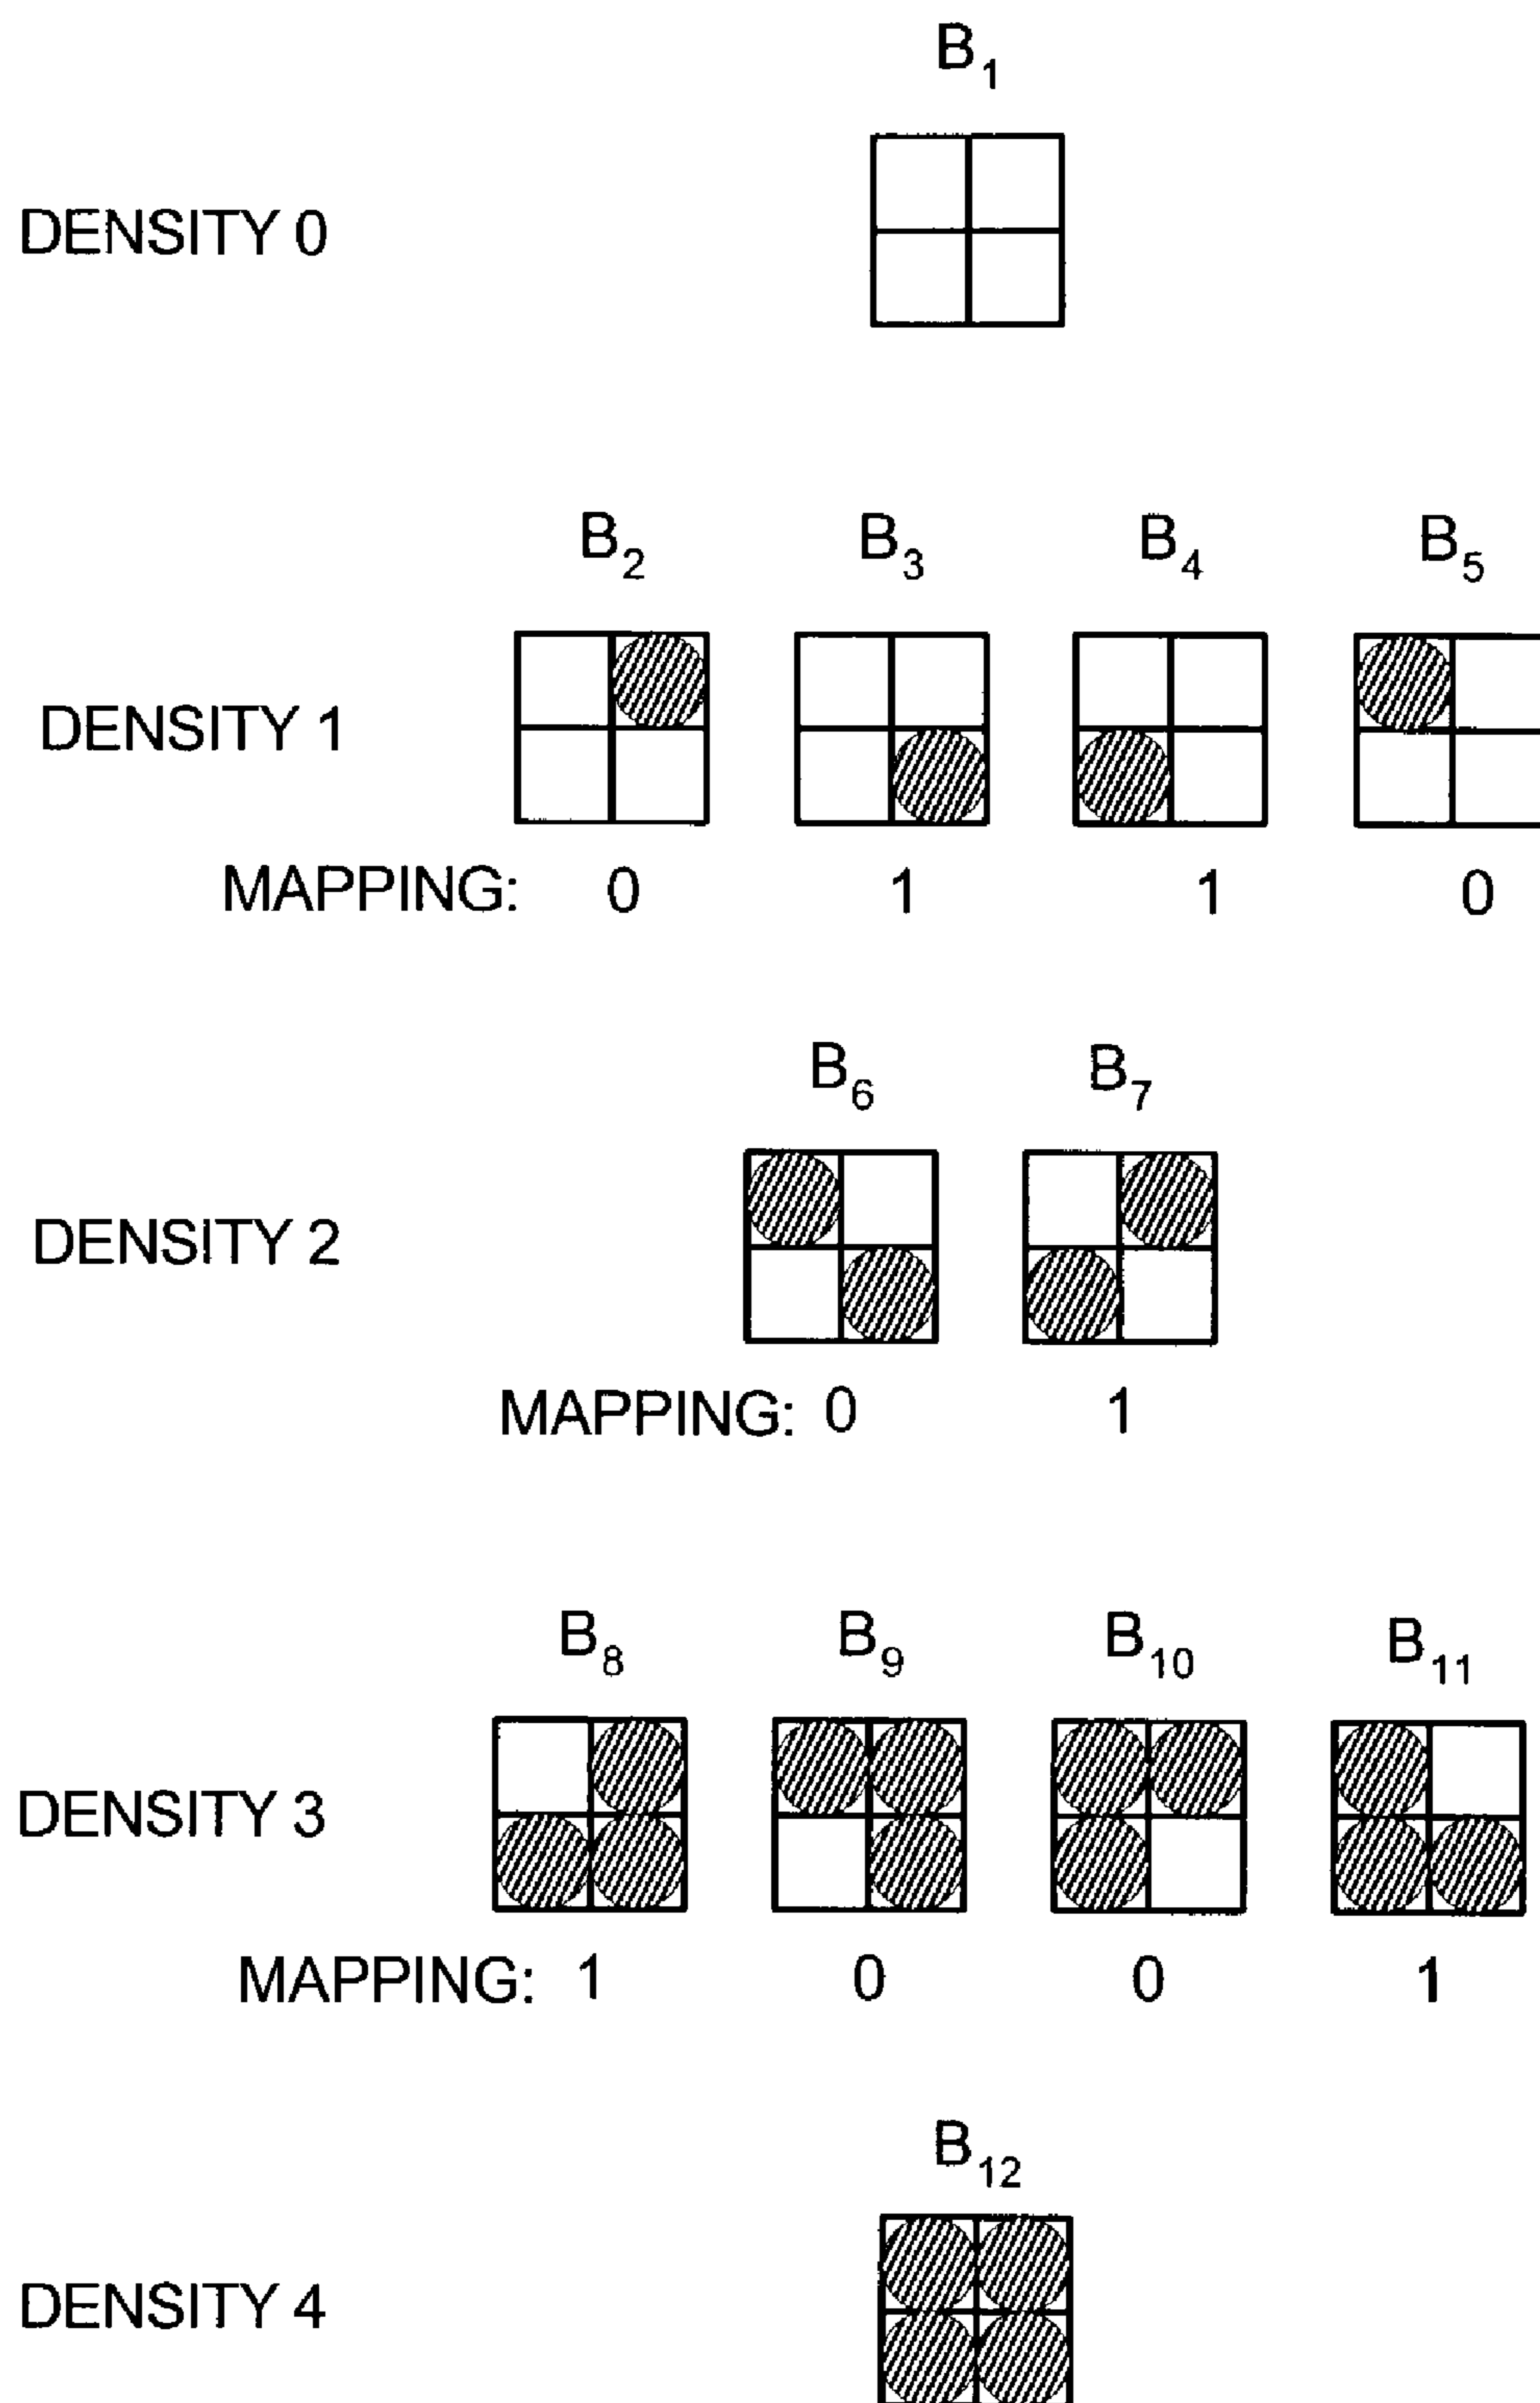 B1
DENSITY 0
B2 B3 B4 B5
DENSITY 1
MAPPING: 0 1 1 0
B6 B7
DENSITY 2
MAPPING: 0 1
B8 B9 B10 B11
DENSITY 3
MAPPING: 1 0 0 1
B12
DENSITY 4